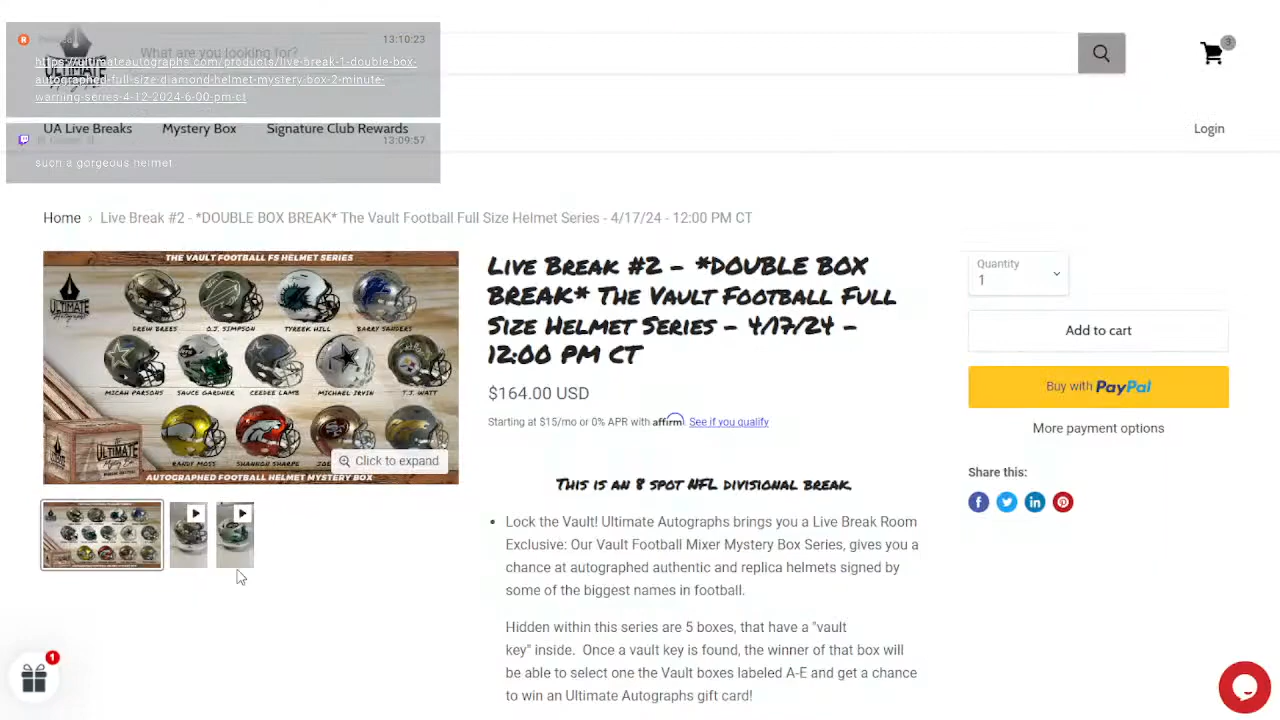 13:10:23
What are you looking for?
https://ultimateautographs.com/products/live-break-1-double-box-
autographed-full-size-diamond-helmet-mystery-box-2-minute-
warning-series-4-12-2024-6-00-pm-ct
ULTIMATE
3
UA Live Breaks
Mystery Box
Signature Club Rewards
Login
13:09:57
such a gorgeous helmet
Home › Live Break #2 - *DOUBLE BOX BREAK* The Vault Football Full Size Helmet Series - 4/17/24 - 12:00 PM CT
THE VAULT FOOTBALL FS HELMET SERIES
ULTIMATE
DREW BREES
O.J. SIMPSON
TYREEK HILL
BARRY SANDERS
MICAH PARSONS
SAUCE GARDNER
CEEDEE LAMB
MICHAEL IRVIN
T.J. WATT
RANDY MOSS
SHANNON SHARPE
Click to expand
AUTOGRAPHED FOOTBALL HELMET MYSTERY BOX
Live Break #2 - *DOUBLE BOX
BREAK* The Vault Football Full
Size Helmet Series - 4/17/24 -
12:00 PM CT
$164.00 USD
Starting at $15/mo or 0% APR with affirm. See if you qualify
This is an 8 spot NFL divisional break.
• Lock the Vault! Ultimate Autographs brings you a Live Break Room
Exclusive: Our Vault Football Mixer Mystery Box Series, gives you a
chance at autographed authentic and replica helmets signed by
some of the biggest names in football.
Hidden within this series are 5 boxes, that have a "vault
key" inside. Once a vault key is found, the winner of that box will
be able to select one the Vault boxes labeled A-E and get a chance
to win an Ultimate Autographs gift card!
Quantity
1
Add to cart
Buy with PayPal
More payment options
Share this:
1